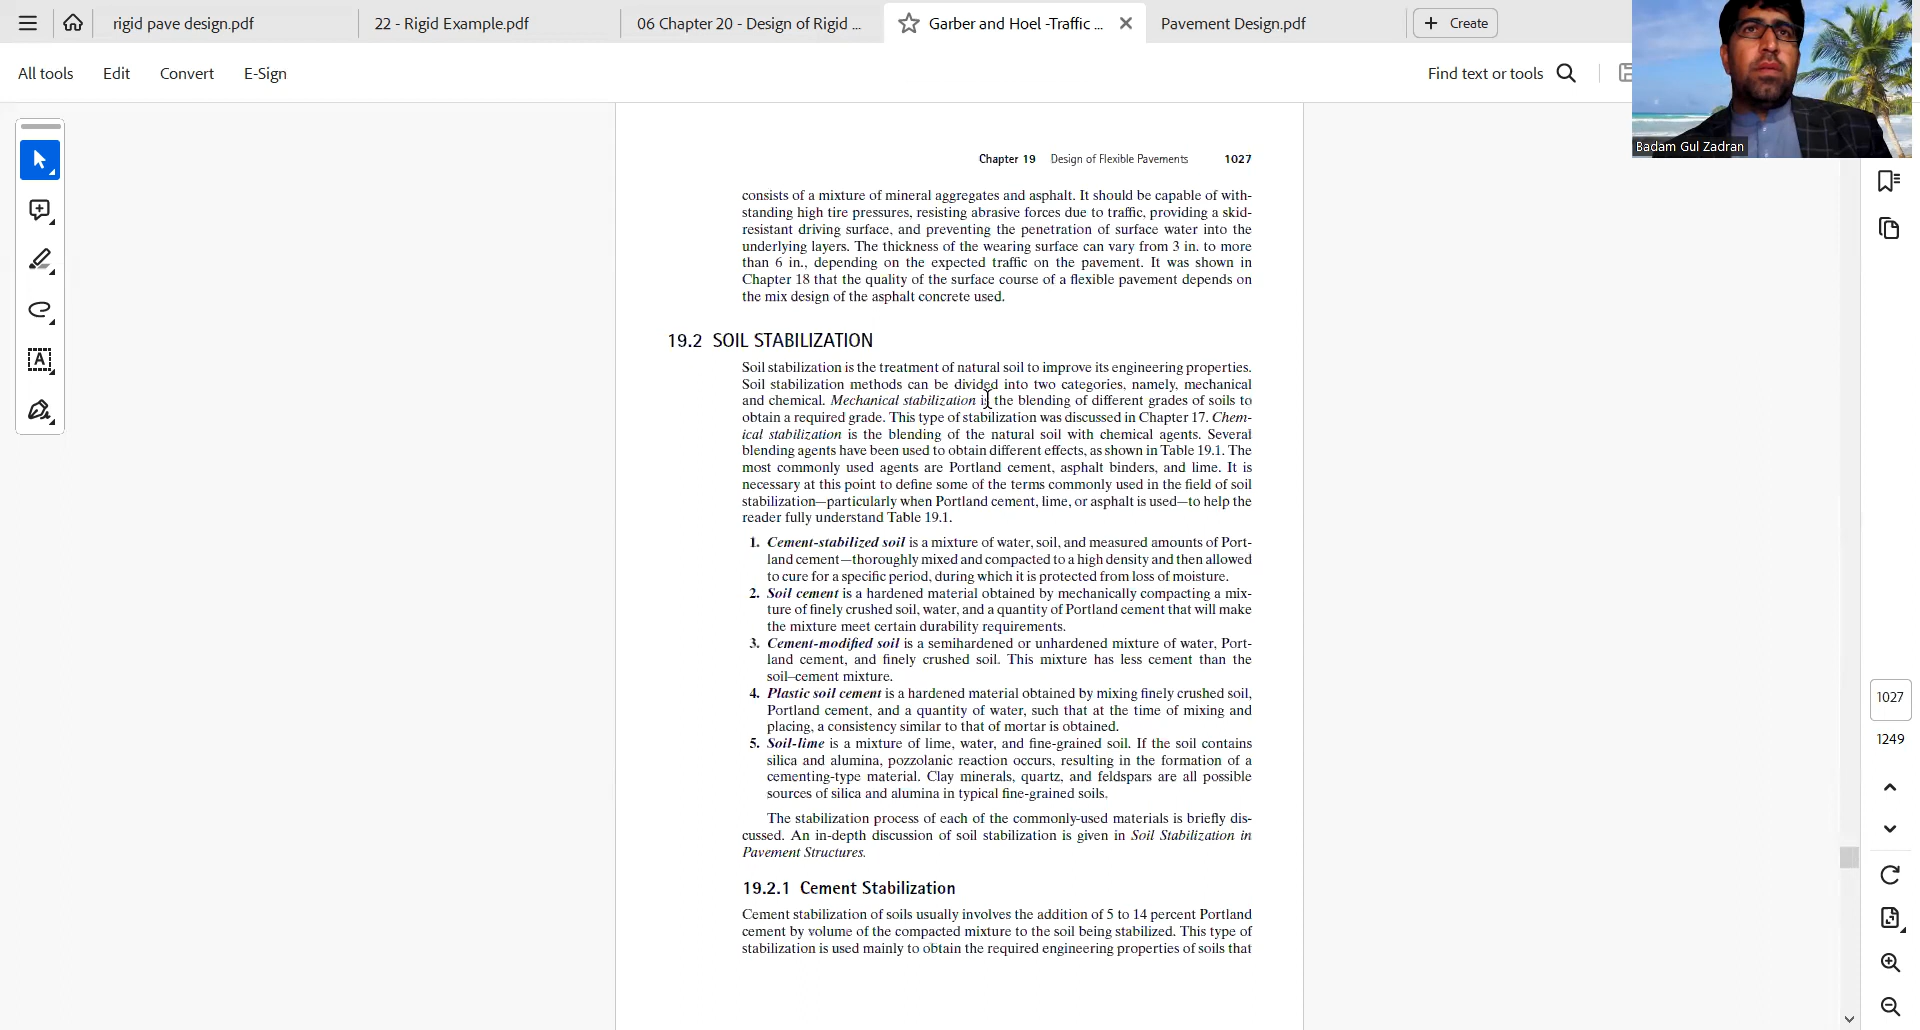 rigid pave design.pdf
22 - Rigid Example.pdf
06 Chapter 20 - Design of Rigid ...
Garber and Hoel -Traffic ...
Pavement Design.pdf
Create
All tools
Edit
Convert
E-Sign
Find text or tools
Badam Gul Zadran
Chapter 19 Design of Flexible Pavements 1027
consists of a mixture of mineral aggregates and asphalt. It should be capable of with-
standing high tire pressures, resisting abrasive forces due to traffic, providing a skid-
resistant driving surface, and preventing the penetration of surface water into the
underlying layers. The thickness of the wearing surface can vary from 3 in. to more
than 6 in., depending on the expected traffic on the pavement. It was shown in
Chapter 18 that the quality of the surface course of a flexible pavement depends on
the mix design of the asphalt concrete used.
19.2 SOIL STABILIZATION
Soil stabilization is the treatment of natural soil to improve its engineering properties.
Soil stabilization methods can be divided into two categories, namely, mechanical
and chemical. Mechanical stabilization is the blending of different grades of soils to
obtain a required grade. This type of stabilization was discussed in Chapter 17. Chem-
ical stabilization is the blending of the natural soil with chemical agents. Several
blending agents have been used to obtain different effects, as shown in Table 19.1. The
most commonly used agents are Portland cement, asphalt binders, and lime. It is
necessary at this point to define some of the terms commonly used in the field of soil
stabilization—particularly when Portland cement, lime, or asphalt is used—to help the
reader fully understand Table 19.1.
1. Cement-stabilized soil is a mixture of water, soil, and measured amounts of Port-
land cement—thoroughly mixed and compacted to a high density and then allowed
to cure for a specific period, during which it is protected from loss of moisture.
2. Soil cement is a hardened material obtained by mechanically compacting a mix-
ture of finely crushed soil, water, and a quantity of Portland cement that will make
the mixture meet certain durability requirements.
3. Cement-modified soil is a semihardened or unhardened mixture of water, Port-
land cement, and finely crushed soil. This mixture has less cement than the
soil–cement mixture.
4. Plastic soil cement is a hardened material obtained by mixing finely crushed soil,
Portland cement, and a quantity of water, such that at the time of mixing and
placing, a consistency similar to that of mortar is obtained.
5. Soil-lime is a mixture of lime, water, and fine-grained soil. If the soil contains
silica and alumina, pozzolanic reaction occurs, resulting in the formation of a
cementing-type material. Clay minerals, quartz, and feldspars are all possible
sources of silica and alumina in typical fine-grained soils.
The stabilization process of each of the commonly-used materials is briefly dis-
cussed. An in-depth discussion of soil stabilization is given in Soil Stabilization in
Pavement Structures.
19.2.1 Cement Stabilization
Cement stabilization of soils usually involves the addition of 5 to 14 percent Portland
cement by volume of the compacted mixture to the soil being stabilized. This type of
stabilization is used mainly to obtain the required engineering properties of soils that
1027
1249